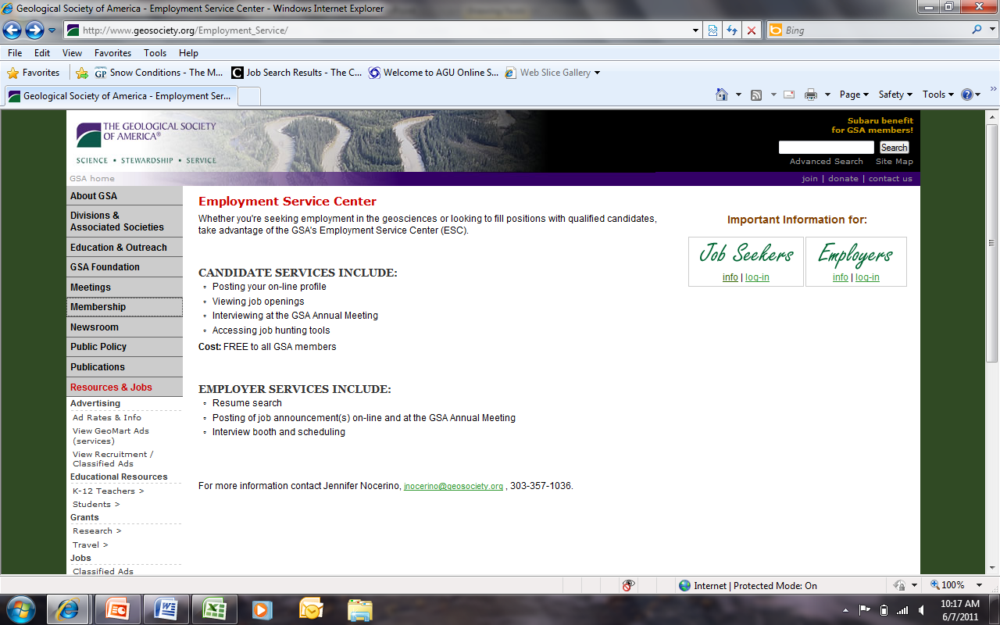 Geological Society of America - Employment Service Center - Windows Internet Explorer
http://www.geosociety.org/Employment_Service/
Bing
File Edit View Favorites Tools Help
Favorites
GP Snow Conditions - The M...
C Job Search Results - The C...
Welcome to AGU Online S...
Web Slice Gallery
Geological Society of America - Employment Ser...
Page
Safety
Tools
THE GEOLOGICAL SOCIETY
OF AMERICA®
SCIENCE • STEWARDSHIP • SERVICE
Subaru benefit
for GSA members!
Search
Advanced Search Site Map
GSA home
join | donate | contact us
About GSA
Divisions &
Associated Societies
Education & Outreach
GSA Foundation
Meetings
Membership
Newsroom
Public Policy
Publications
Resources & Jobs
Advertising
Ad Rates & Info
View GeoMart Ads
(services)
View Recruitment /
Classified Ads
Educational Resources
K-12 Teachers >
Students >
Grants
Research >
Travel >
Jobs
Classified Ads
Employment Service Center
Whether you're seeking employment in the geosciences or looking to fill positions with qualified candidates,
take advantage of the GSA's Employment Service Center (ESC).
CANDIDATE SERVICES INCLUDE:
Posting your on-line profile
Viewing job openings
Interviewing at the GSA Annual Meeting
Accessing job hunting tools
Cost: FREE to all GSA members
EMPLOYER SERVICES INCLUDE:
Resume search
Posting of job announcement(s) on-line and at the GSA Annual Meeting
Interview booth and scheduling
For more information contact Jennifer Nocerino, jnocerino@geosociety.org , 303-357-1036.
Important Information for:
Job Seekers
info | log-in
Employers
info | log-in
Internet | Protected Mode: On
100%
10:17 AM
6/7/2011